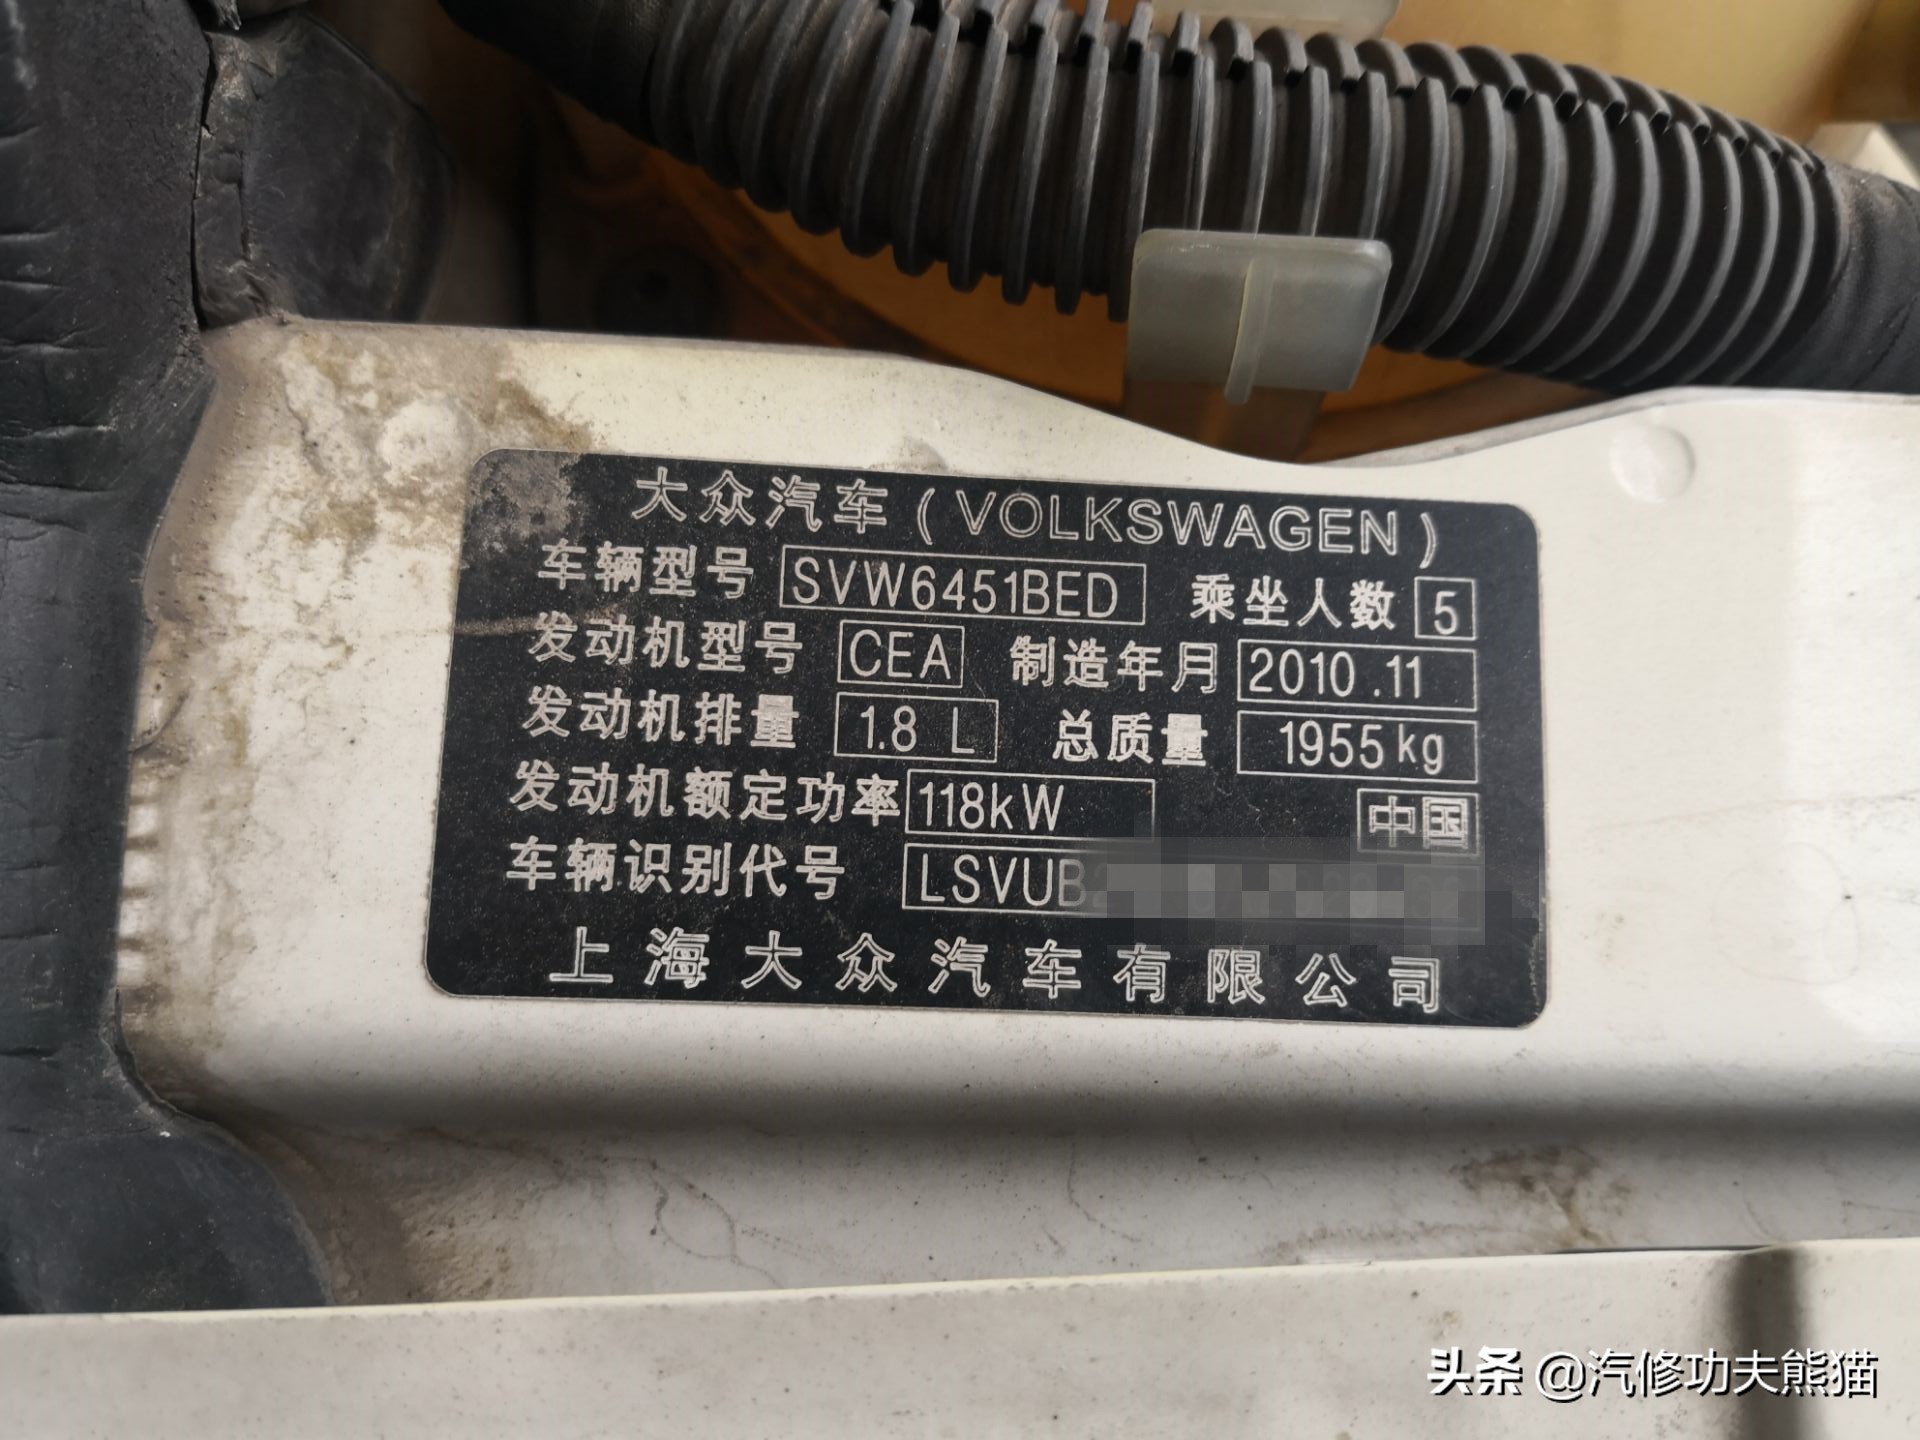 大众汽车(VOLKSWAGEN)
车辆型号 SVW6451BED 乘坐人数 5
发动机型号 CEA 制造年月 2010.11
发动机排量 1.8 L 总质量 1955kg
发动机额定功率 118kW 中国
车辆识别代号 LSVUB
上海大众汽车有限公司
头条 @汽修功夫熊猫